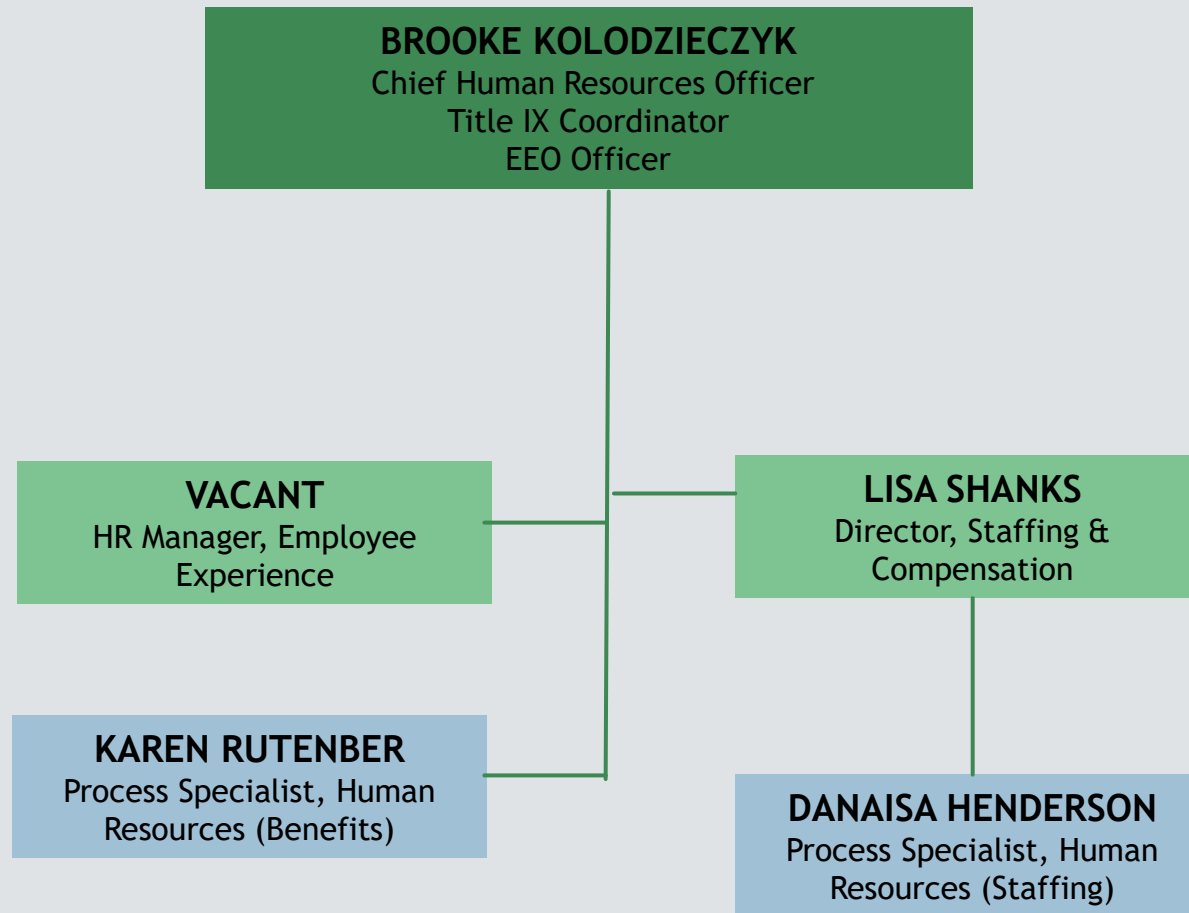 BROOKE KOLODZIECZYK
Chief Human Resources Officer
Title IX Coordinator
EEO Officer
VACANT
HR Manager, Employee
Experience
LISA SHANKS
Director, Staffing &
Compensation
KAREN RUTENBER
Process Specialist, Human
Resources (Benefits)
DANAISA HENDERSON
Process Specialist, Human
Resources (Staffing)